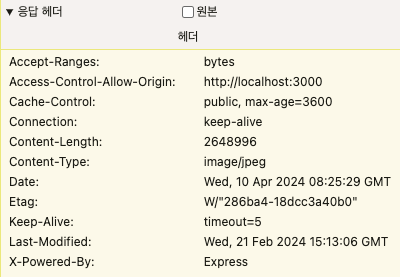 ▼ 응답 헤더 원본
헤더
Accept-Ranges: bytes
Access-Control-Allow-Origin: http://localhost:3000
Cache-Control: public, max-age=3600
Connection: keep-alive
Content-Length: 2648996
Content-Type: image/jpeg
Date: Wed, 10 Apr 2024 08:25:29 GMT
Etag: W/"286ba4-18dcc3a40b0"
Keep-Alive: timeout=5
Last-Modified: Wed, 21 Feb 2024 15:13:06 GMT
X-Powered-By: Express